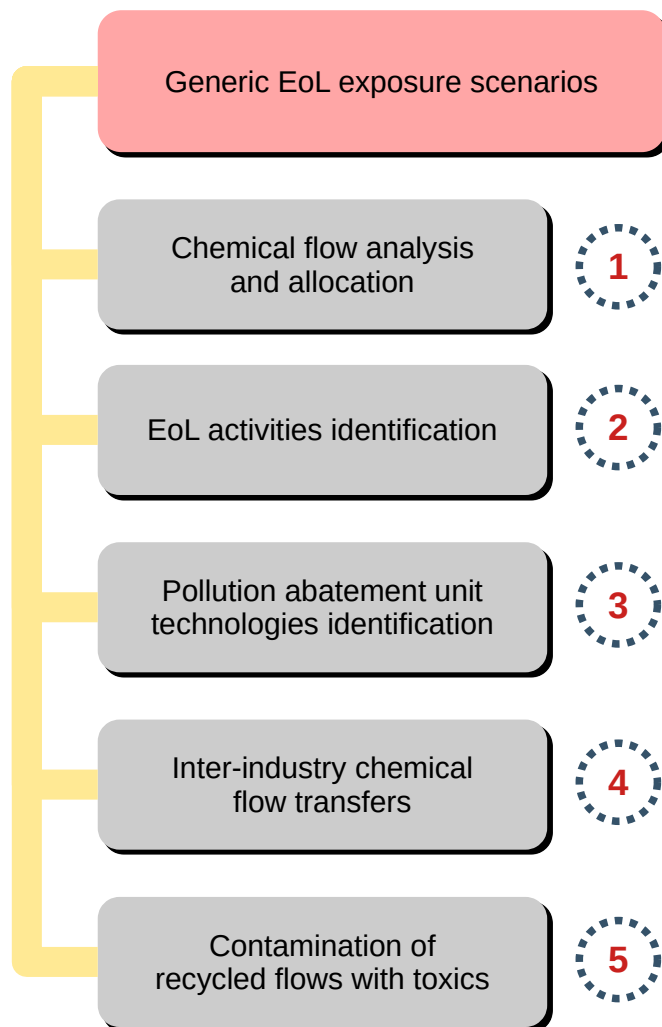 Generic EoL exposure scenarios
Chemical flow analysis
and allocation
1
EoL activities identification
2
Pollution abatement unit
technologies identification
3
Inter-industry chemical
flow transfers
4
Contamination of
recycled flows with toxics
5